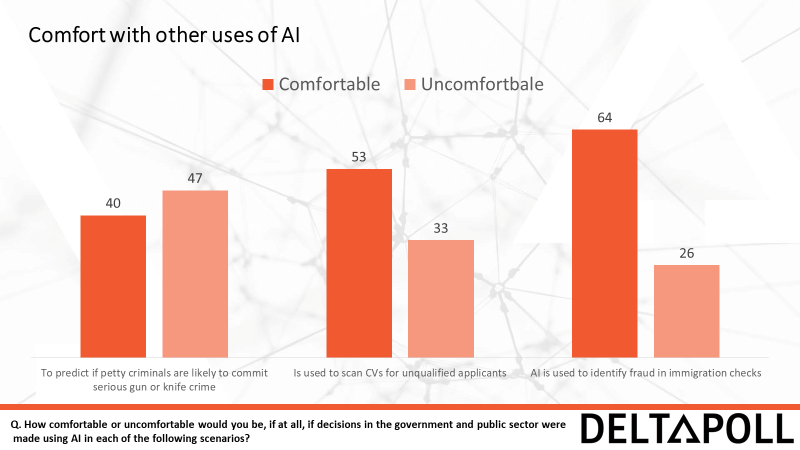 Comfort with other uses of AI
Comfortable Uncomfortbale
64
53
47
40
33
26
To predict if petty criminals are likely to commit
serious gun or knife crime
Is used to scan CVs for unqualified applicants
AI is used to identify fraud in immigration checks
Q. How comfortable or uncomfortable would you be, if at all, if decisions in the government and public sector were
made using AI in each of the following scenarios?
DELTAPOLL